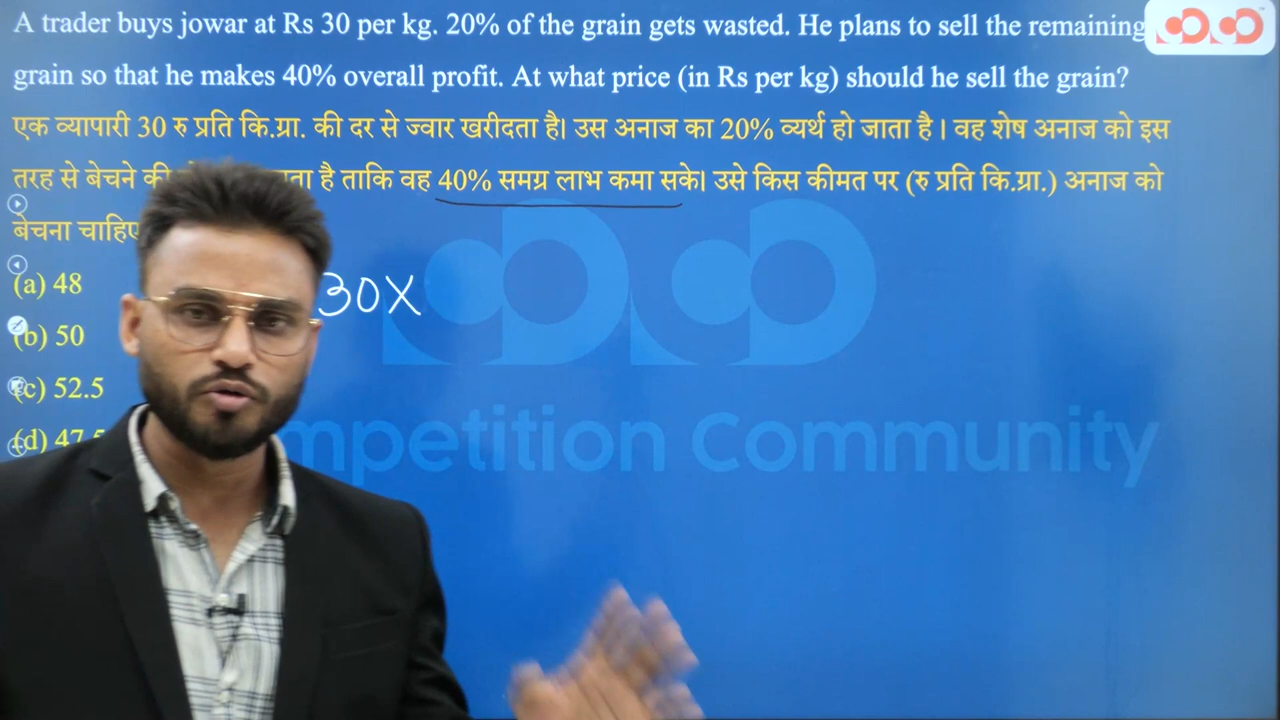 A trader buys jowar at Rs 30 per kg. 20% of the grain gets wasted. He plans to sell the remaining
grain so that he makes 40% overall profit. At what price (in Rs per kg) should he sell the grain?
एक व्यापारी 30 रु प्रति कि.ग्रा. की दर से ज्वार खरीदता है। उस अनाज का 20% व्यर्थ हो जाता है । वह शेष अनाज को इस
तरह से बेचने की है ताकि वह 40% समग्र लाभ कमा सके। उसे किस कीमत पर (रु प्रति कि.ग्रा.) अनाज को
बेचना
(a) 48
30X
(b) 50
(c) 52.5
(d)
Community